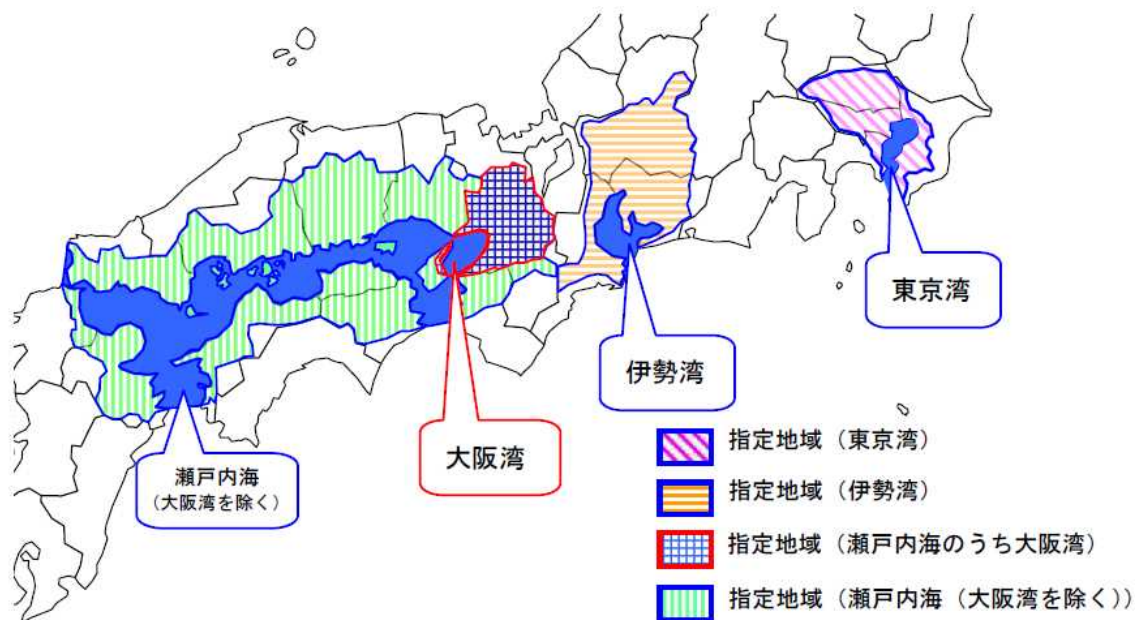 東京湾
伊勢湾
大阪湾
瀬戸内海
(大阪湾を除く)
指定地域（東京湾）
指定地域（伊勢湾）
指定地域（瀬戸内海のうち大阪湾）
指定地域（瀬戸内海（大阪湾を除く））